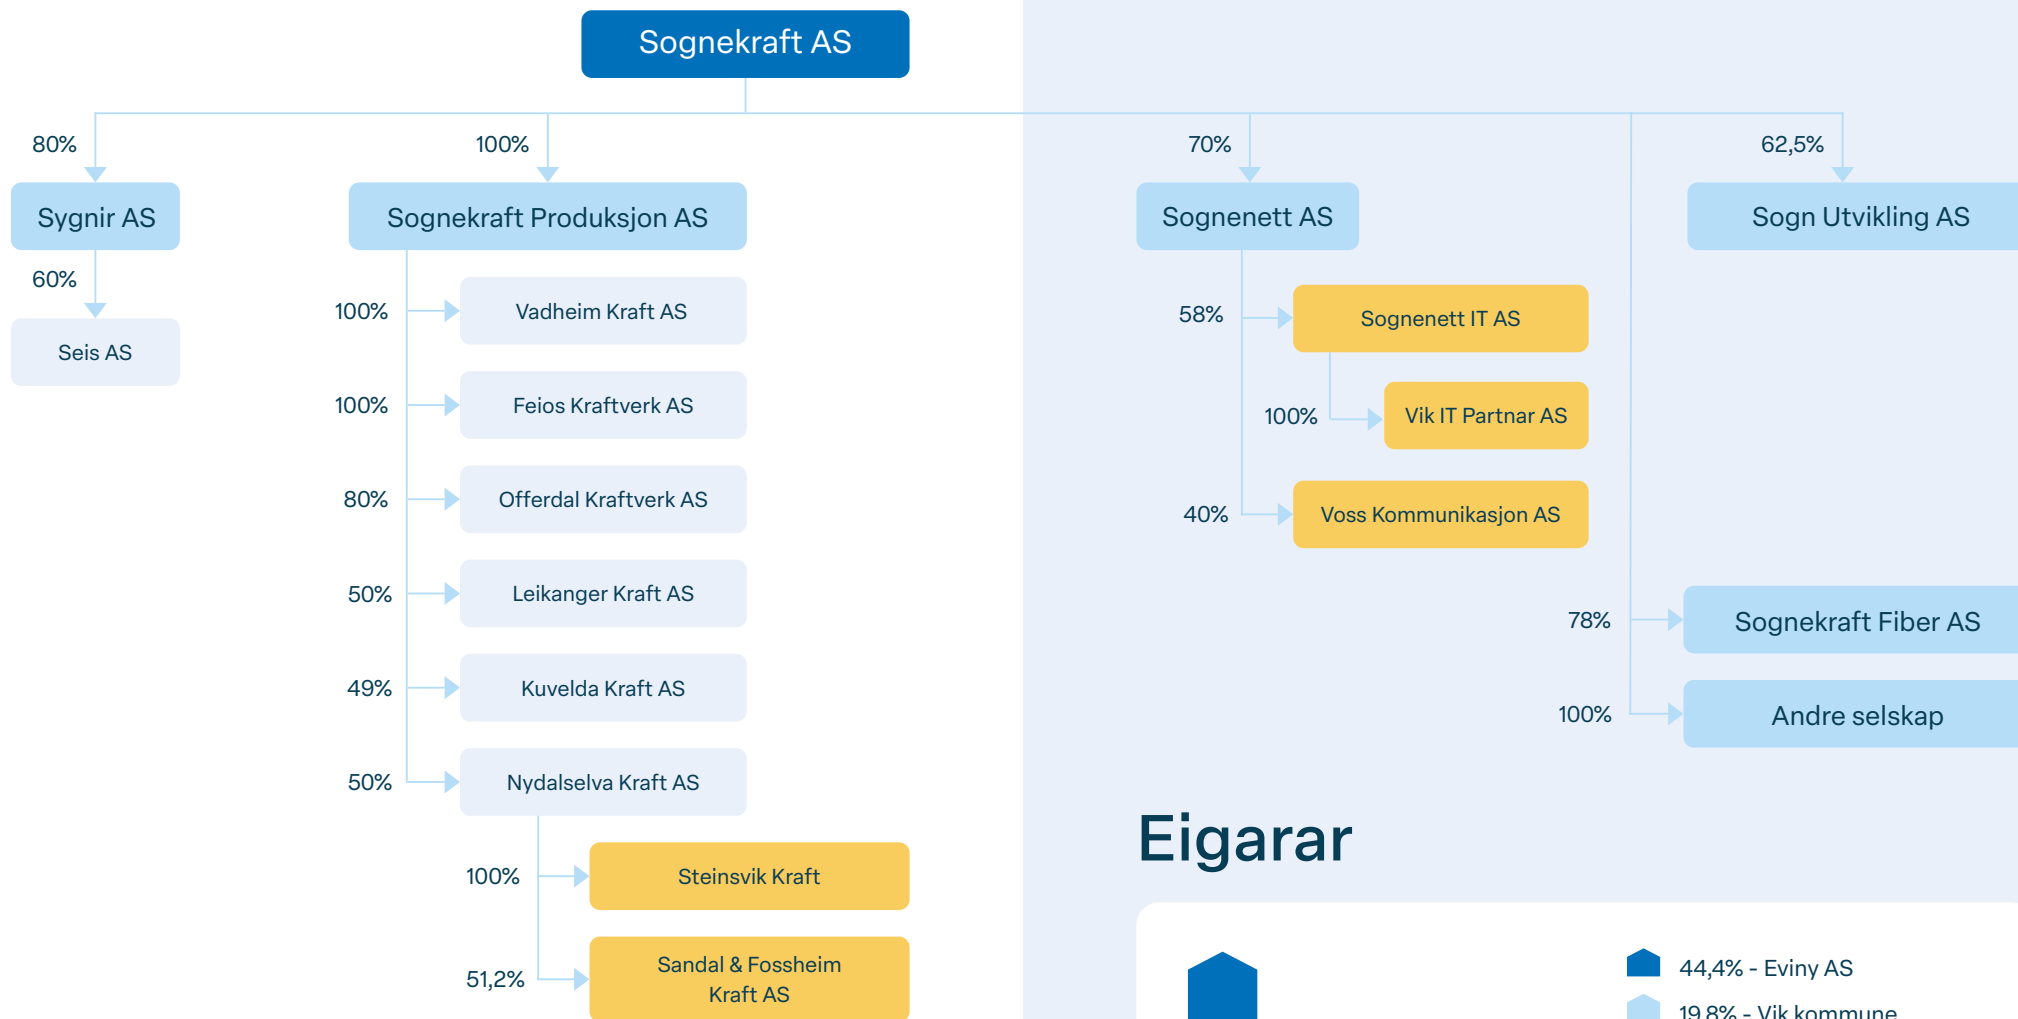 Sognekraft AS
80%
100%
70%
62,5%
Sygnir AS
Sognekraft Produksjon AS
Sognenett AS
Sogn Utvikling AS
60%
Seis AS
100%
Vadheim Kraft AS
100%
Feios Kraftverk AS
80%
Offerdal Kraftverk AS
50%
Leikanger Kraft AS
49%
Kuvelda Kraft AS
50%
Nydalselva Kraft AS
100%
Steinsvik Kraft
51,2%
Sandal & Fossheim
Kraft AS
58%
Sognenett IT AS
100%
Vik IT Partnar AS
40%
Voss Kommunikasjon AS
78%
Sognekraft Fiber AS
100%
Andre selskap
Eigarar
44,4% - Eviny AS
19,8% - Vik kommune